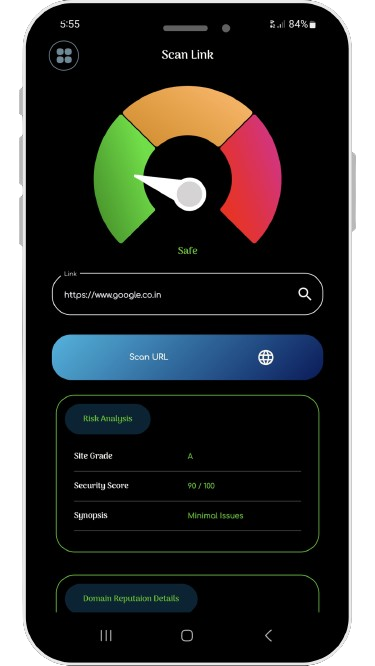 5:55
84%
Scan Link
Safe
Link
https://www.google.co.in
Scan URL
Risk Analysis
Site Grade A
Security Score 90 / 100
Synopsis Minimal Issues
Domain Reputaion Details